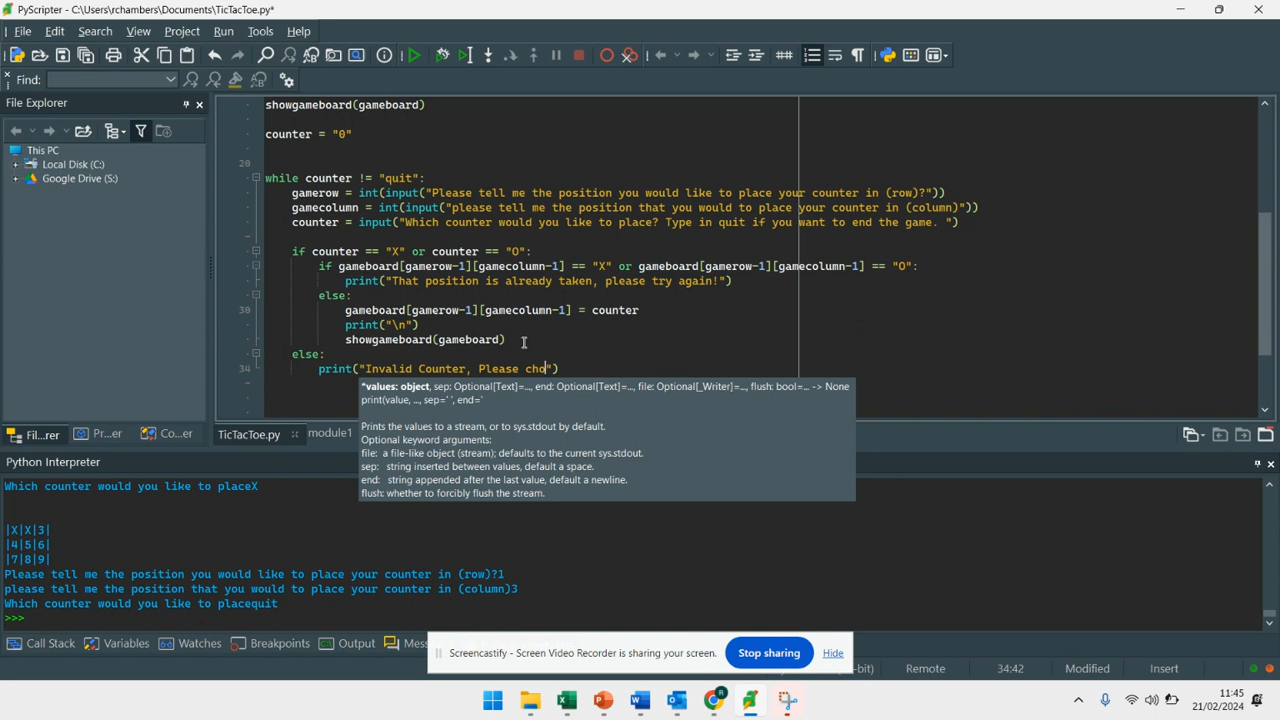 PyScripter - C:\Users\rchambers\Documents\TicTacToe.py*
File Edit Search View Project Run Tools Help
Find:
File Explorer
This PC
Local Disk (C:)
Google Drive (S:)
showgameboard(gameboard)
counter = "0"
20
while counter != "quit":
gamerow = int(input("Please tell me the position you would like to place your counter in (row)?"))
gamecolumn = int(input("please tell me the position that you would to place your counter in (column)"))
counter = input("Which counter would you like to place? Type in quit if you want to end the game. ")
if counter == "X" or counter == "O":
if gameboard[gamerow-1][gamecolumn-1] == "X" or gameboard[gamerow-1][gamecolumn-1] == "O":
print("That position is already taken, please try again!")
else:
30 gameboard[gamerow-1][gamecolumn-1] = counter
print("\n")
showgameboard(gameboard)
else:
34 print("Invalid Counter, Please cho")
*values: object, sep: Optional[Text]=..., end: Optional[Text]=..., file: Optional[_Writer]=..., flush: bool=... -> None
print(value, ..., sep=' ', end='
Prints the values to a stream, or to sys.stdout by default.
Optional keyword arguments:
file: a file-like object (stream); defaults to the current sys.stdout.
sep: string inserted between values, default a space.
end: string appended after the last value, default a newline.
flush: whether to forcibly flush the stream.
Fil...rer Pr...er Co...er TicTacToe.py module1
Python Interpreter
Which counter would you like to placeX
|X|X|3|
|4|5|6|
|7|8|9|
Please tell me the position you would like to place your counter in (row)?1
please tell me the position that you would to place your counter in (column)3
Which counter would you like to placequit
>>>
Call Stack Variables Watches Breakpoints Output Mess
Screencastify - Screen Video Recorder is sharing your screen. Stop sharing Hide
-bit) Remote 34:42 Modified Insert
11:45
21/02/2024